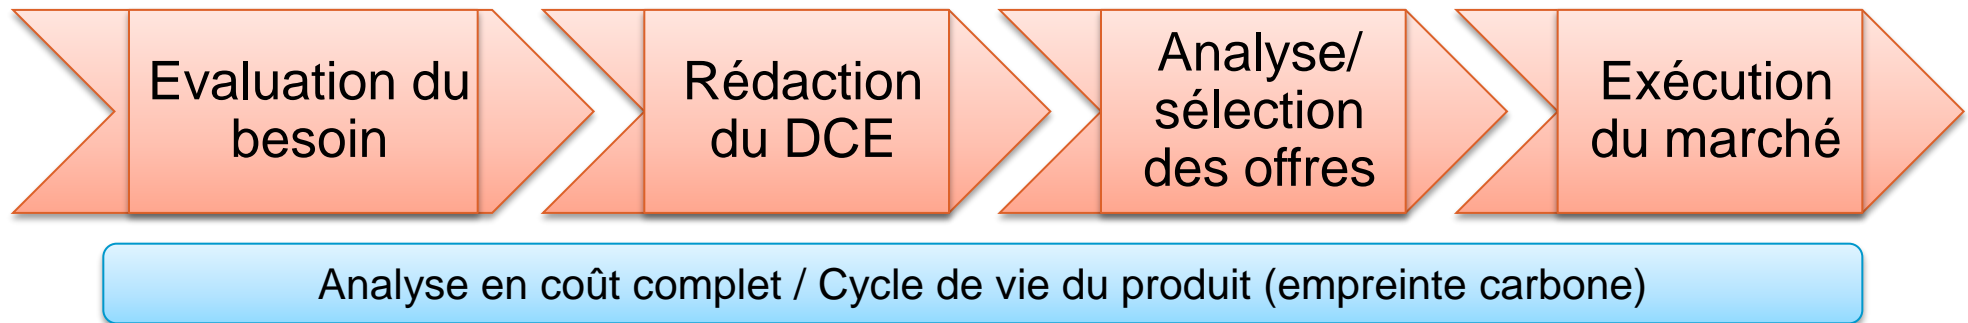 Evaluation du
besoin
Rédaction
du DCE
Analyse/
sélection
des offres
Exécution
du marché
Analyse en coût complet / Cycle de vie du produit (empreinte carbone)